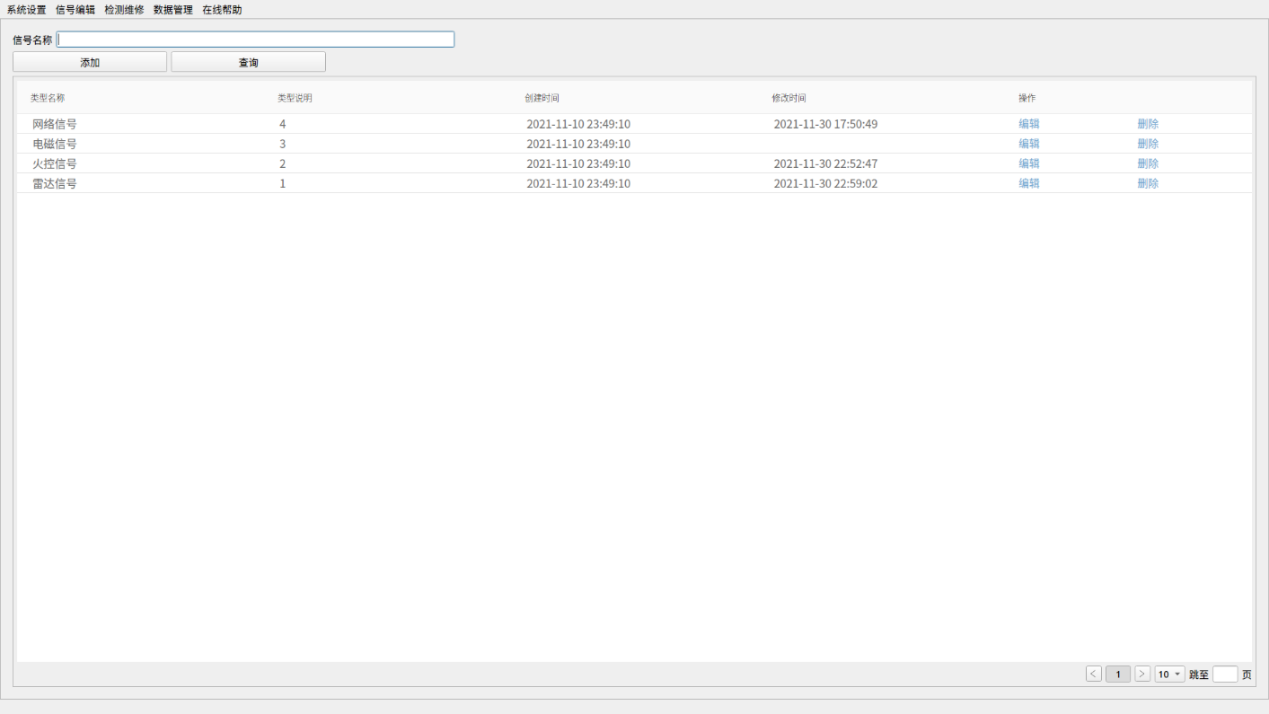 系统设置 信号编辑 检测维修 数据管理 在线帮助
信号名称
添加 查询
类型名称 类型说明 创建时间 修改时间 操作
网络信号 4 2021-11-10 23:49:10 2021-11-30 17:50:49 编辑 删除
电磁信号 3 2021-11-10 23:49:10 编辑 删除
火控信号 2 2021-11-10 23:49:10 2021-11-30 22:52:47 编辑 删除
雷达信号 1 2021-11-10 23:49:10 2021-11-30 22:59:02 编辑 删除
< 1 > 10 跳至 页